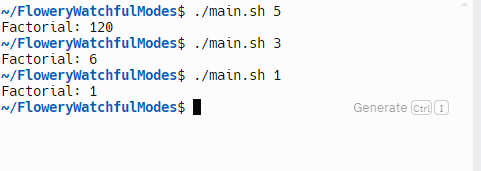 ~/FloweryWatchfulModes$ ./main.sh 5
Factorial: 120
~/FloweryWatchfulModes$ ./main.sh 3
Factorial: 6
~/FloweryWatchfulModes$ ./main.sh 1
Factorial: 1
~/FloweryWatchfulModes$ Generate Ctrl I